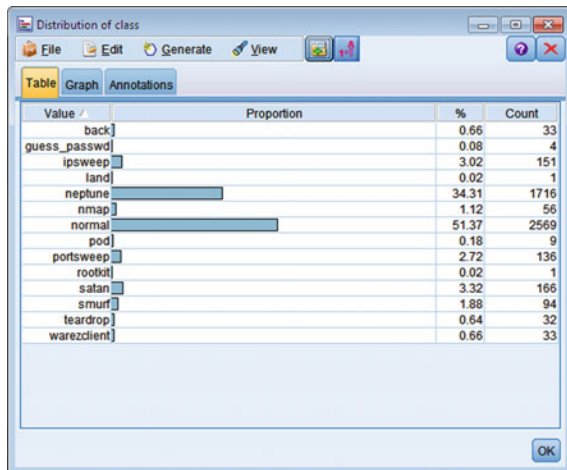 Distribution of class
File Edit Generate View
Table Graph Annotations
Value Proportion % Count
back 0.66 33
guess_passwd 0.08 4
ipsweep 3.02 151
land 0.02 1
neptune 34.31 1716
nmap 1.12 56
normal 51.37 2569
pod 0.18 9
portsweep 2.72 136
rootkit 0.02 1
satan 3.32 166
smurf 1.88 94
teardrop 0.64 32
warezclient 0.66 33
OK